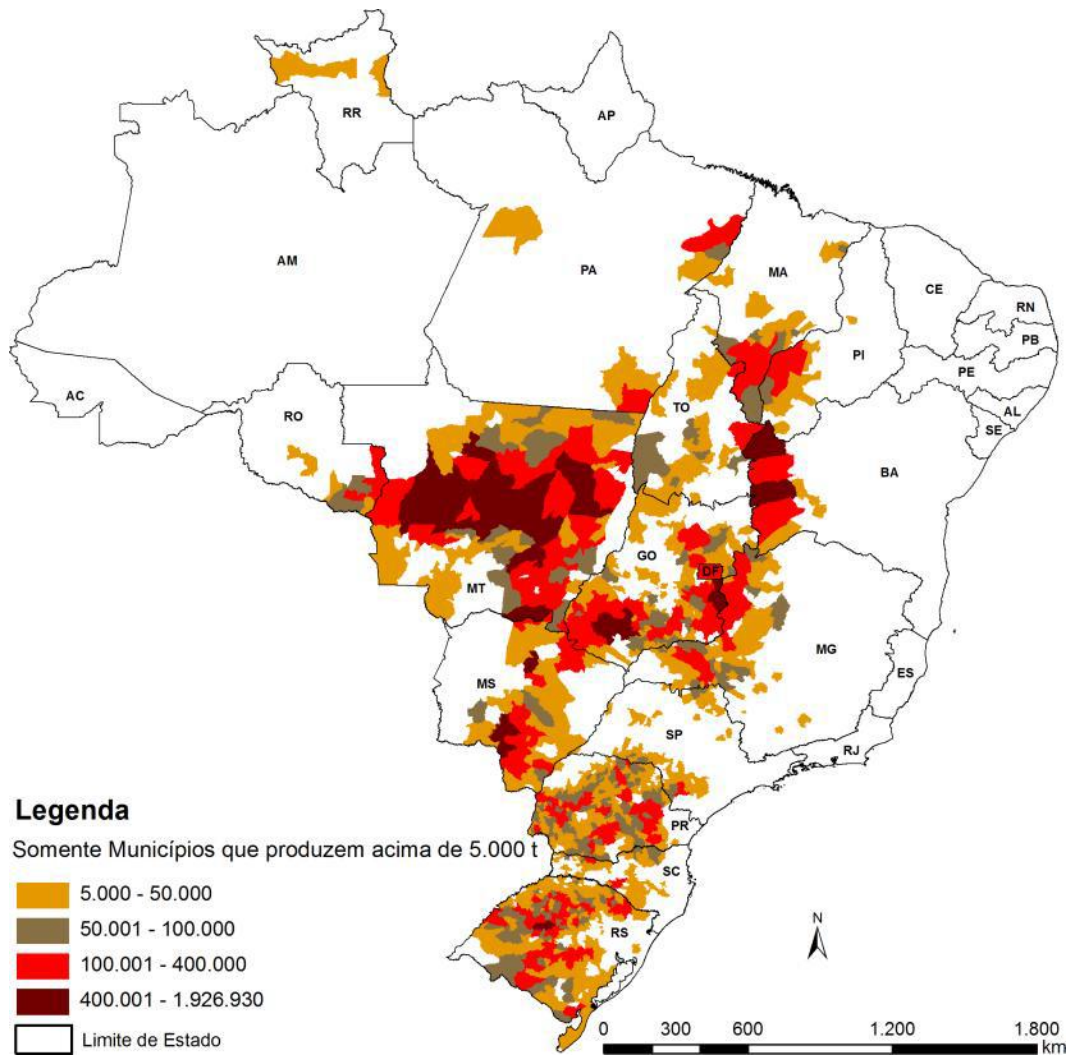 RR
AP
AM
PA
MA
CE
RN
PB
PE
PI
AL
SE
AC
RO
TO
BA
MT
GO
DF
MG
ES
MS
SP
RJ
PR
SC
RS
N
Legenda
Somente Municípios que produzem acima de 5.000 t
5.000 - 50.000
50.001 - 100.000
100.001 - 400.000
400.001 - 1.926.930
Limite de Estado
0 300 600 1.200 1.800
km